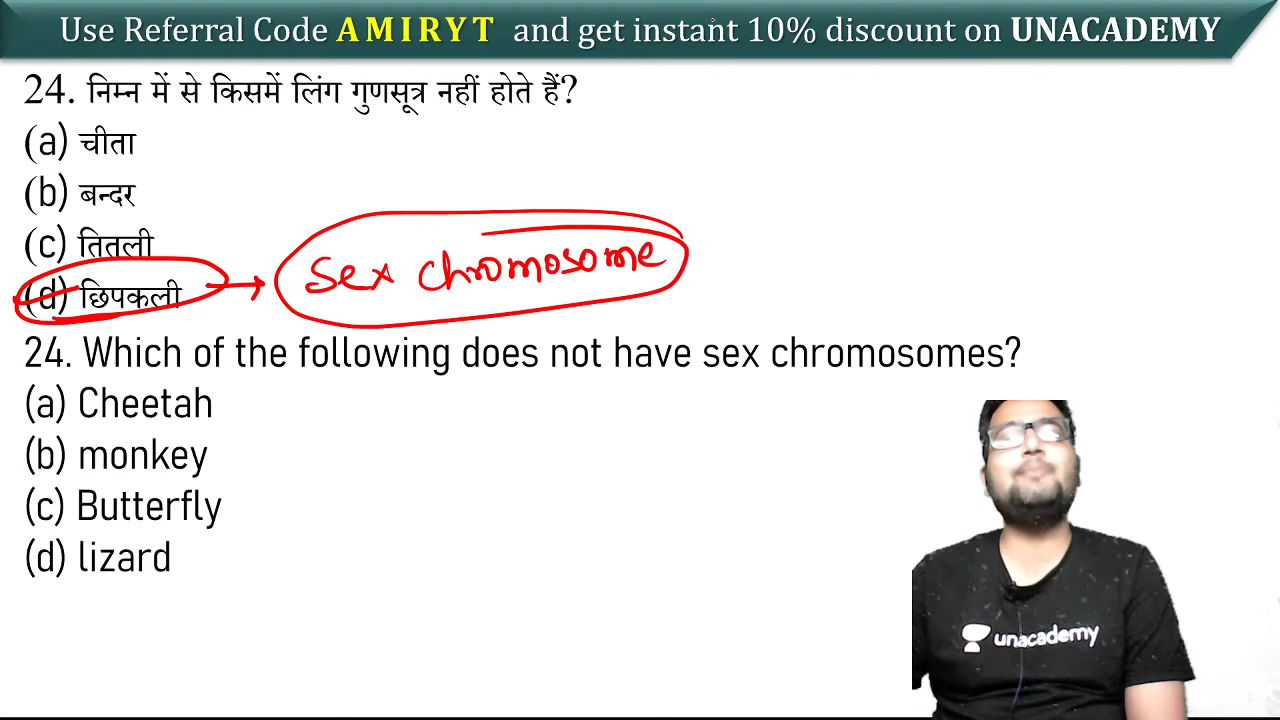 Use Referral Code AMIRYT and get instant 10% discount on UNACADEMY
24. निम्न में से किसमें लिंग गुणसूत्र नहीं होते हैं?
(a) चीता
(b) बन्दर
(c) तितली
(d) छिपकली
sex chromosome
24. Which of the following does not have sex chromosomes?
(a) Cheetah
(b) monkey
(c) Butterfly
(d) lizard
unacademy